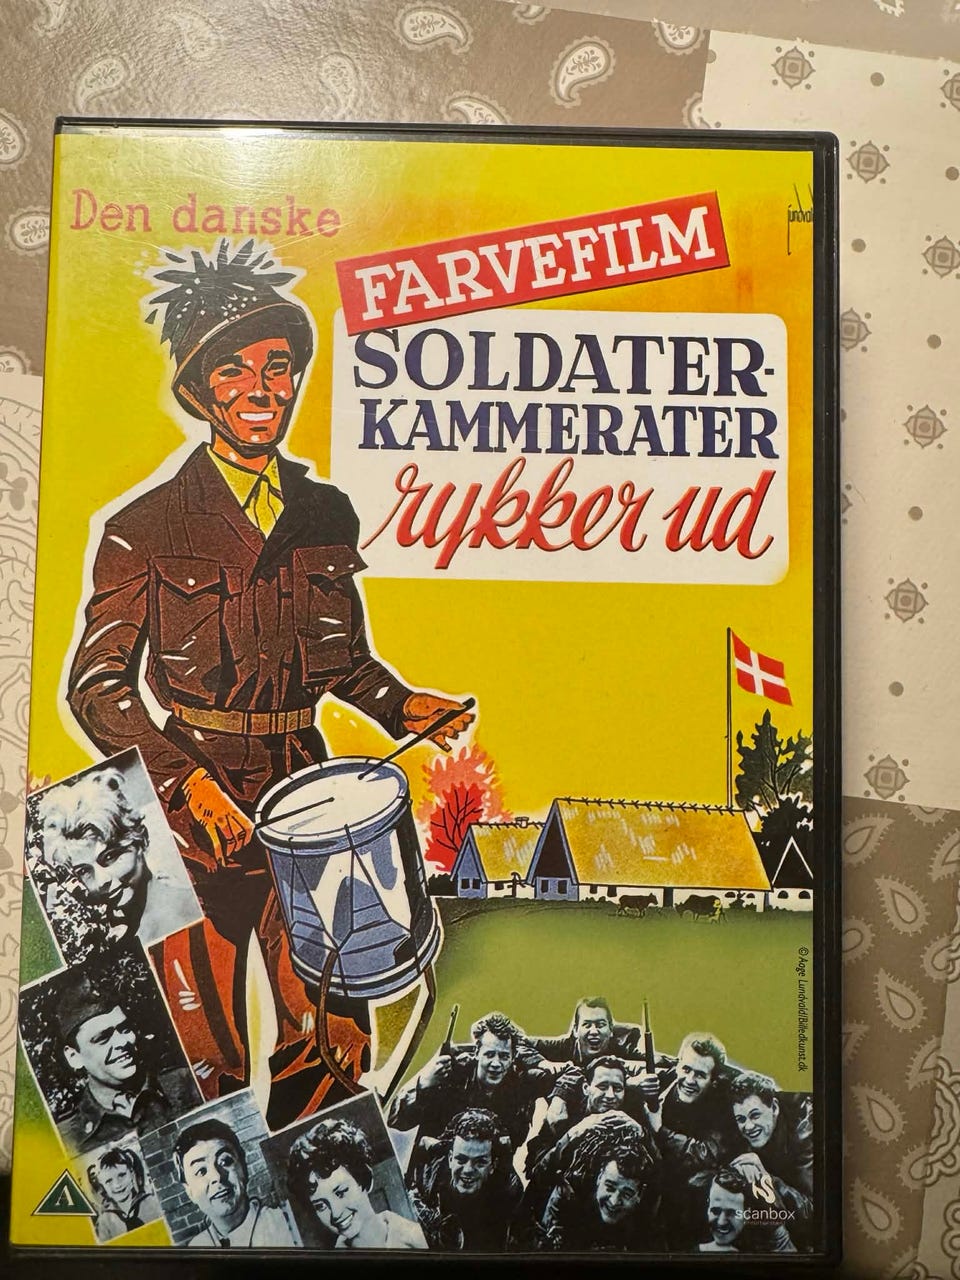 Den danske
FARVEFILM
SOLDATER-
KAMMERATER
rykker ud
© Aage Lundvald/Billedkunst.dk
A
scanbox